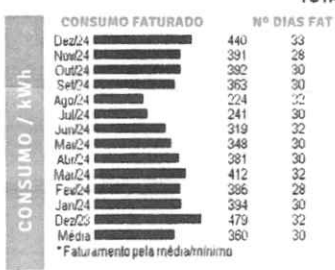 CONSUMO FATURADO Nº DIAS FAT
CONSUMO / kWh
Dez/24 440 33
Nov/24 391 28
Out/24 392 30
Set/24 363 30
Ago/24 224 32
Jul/24 241 30
Jun/24 319 32
Mai/24 348 30
Abr/24 381 30
Mar/24 412 32
Fev/24 386 28
Jan/24 394 30
Dez/23 479 32
Média 360 30
* Faturamento pela média/mínimo